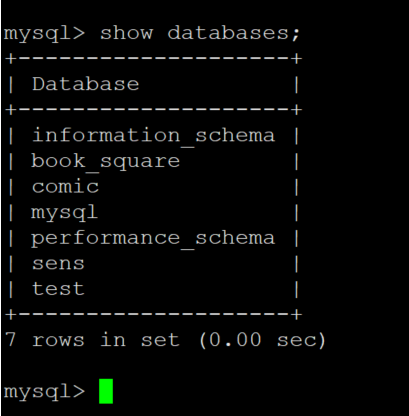 mysql> show databases;
+--------------------+
| Database           |
+--------------------+
| information_schema |
| book_square        |
| comic              |
| mysql              |
| performance_schema |
| sens               |
| test               |
+--------------------+
7 rows in set (0.00 sec)
mysql>